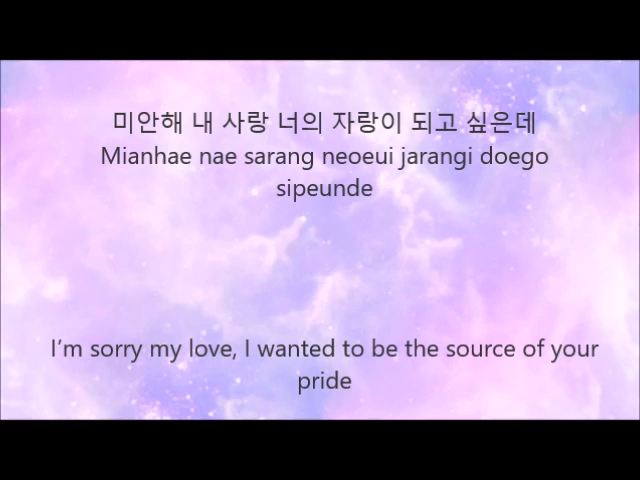 미안해 내 사랑 너의 자랑이 되고 싶은데
Mianhae nae sarang neoeui jarangi doego
sipeunde
I’m sorry my love, I wanted to be the source of your
pride